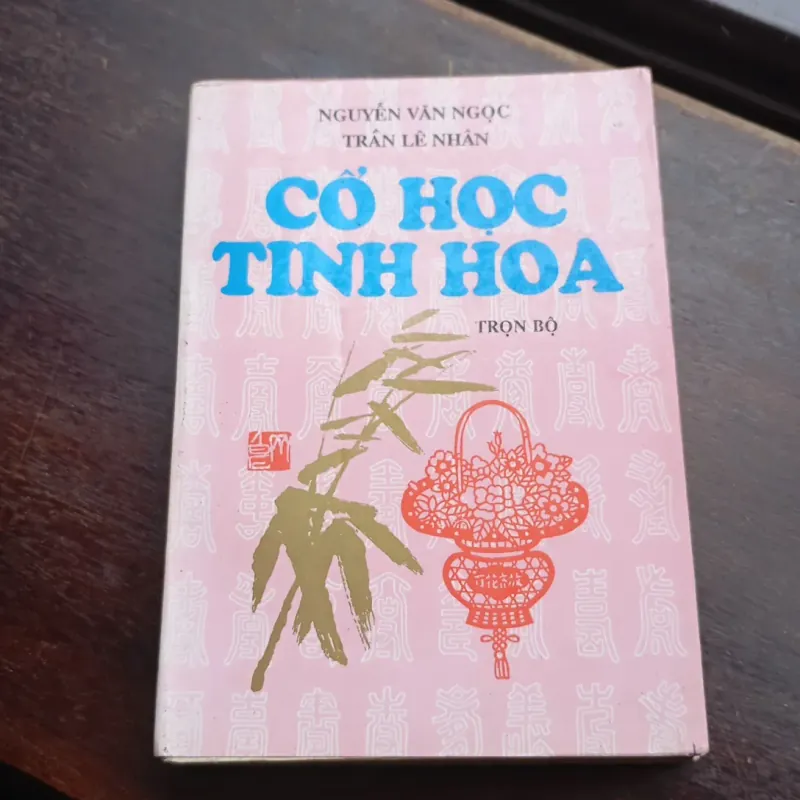 NGUYỄN VĂN NGỌC
TRẦN LÊ NHÂN
CỔ HỌC
TINH HOA
TRỌN BỘ